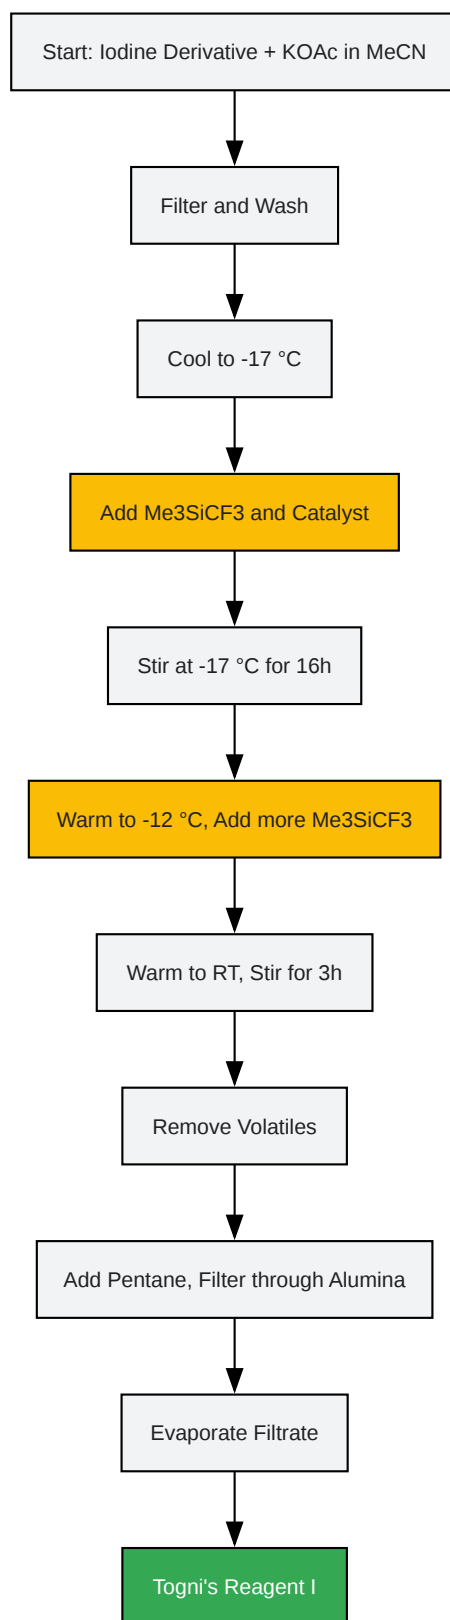 Start: Iodine Derivative + KOAc in MeCN
Filter and Wash
Cool to -17 °C
Add Me3SiCF3 and Catalyst
Stir at -17 °C for 16h
Warm to -12 °C, Add more Me3SiCF3
Warm to RT, Stir for 3h
Remove Volatiles
Add Pentane, Filter through Alumina
Evaporate Filtrate
Togni's Reagent I